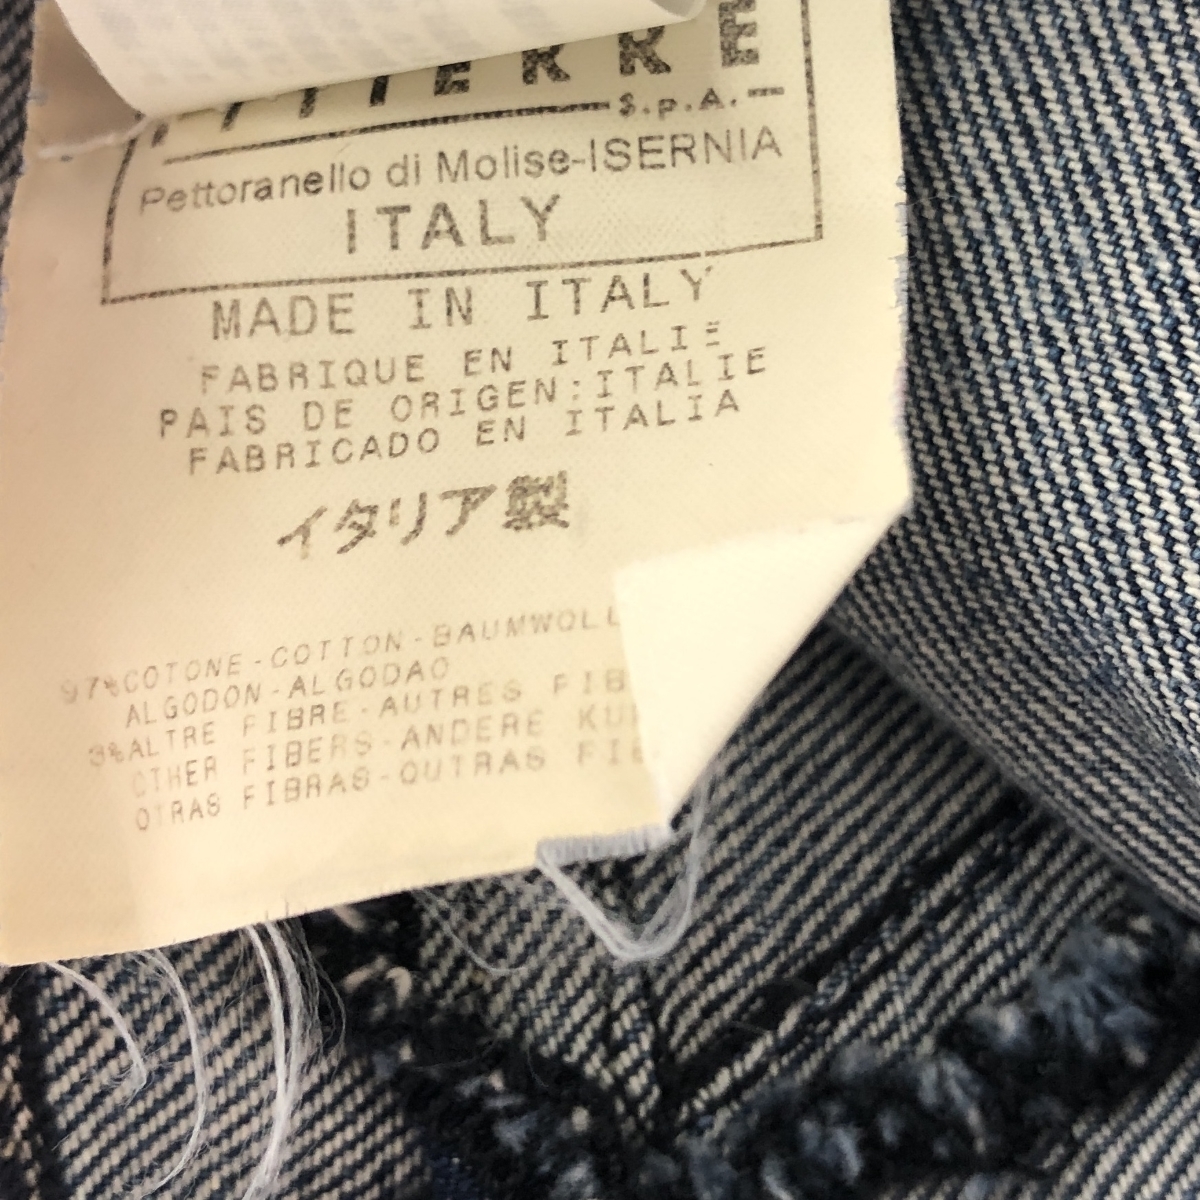 ITTIERRE
S.p.A.
Pettoranello di Molise-ISERNIA
ITALY
MADE IN ITALY
FABRIQUE EN ITALIE
PAIS DE ORIGEN:ITALIE
FABRICADO EN ITALIA
イタリア製
97%COTONE-COTTON-BAUMWOLL
ALGODON-ALGODAO
3%ALTRE FIBRE-AUTRES FIB
OTHER FIBERS-ANDERE KU
OTRAS FIBRAS-OUTRAS FIB